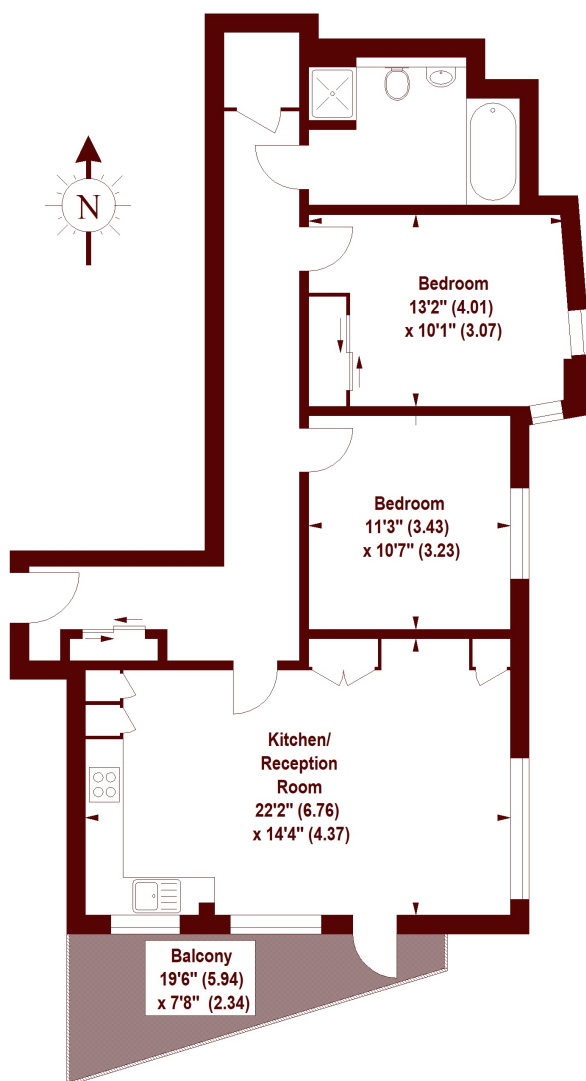 N
Bedroom
13'2" (4.01)
x 10'1" (3.07)
Bedroom
11'3" (3.43)
x 10'7" (3.23)
Kitchen/
Reception
Room
22'2" (6.76)
x 14'4" (4.37)
Balcony
19'6" (5.94)
x 7'8" (2.34)